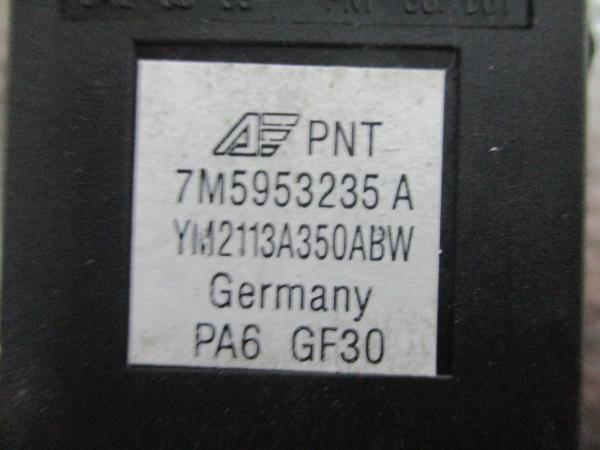 PNT
7M5953235 A
YM2113A350ABW
Germany
PA6 GF30